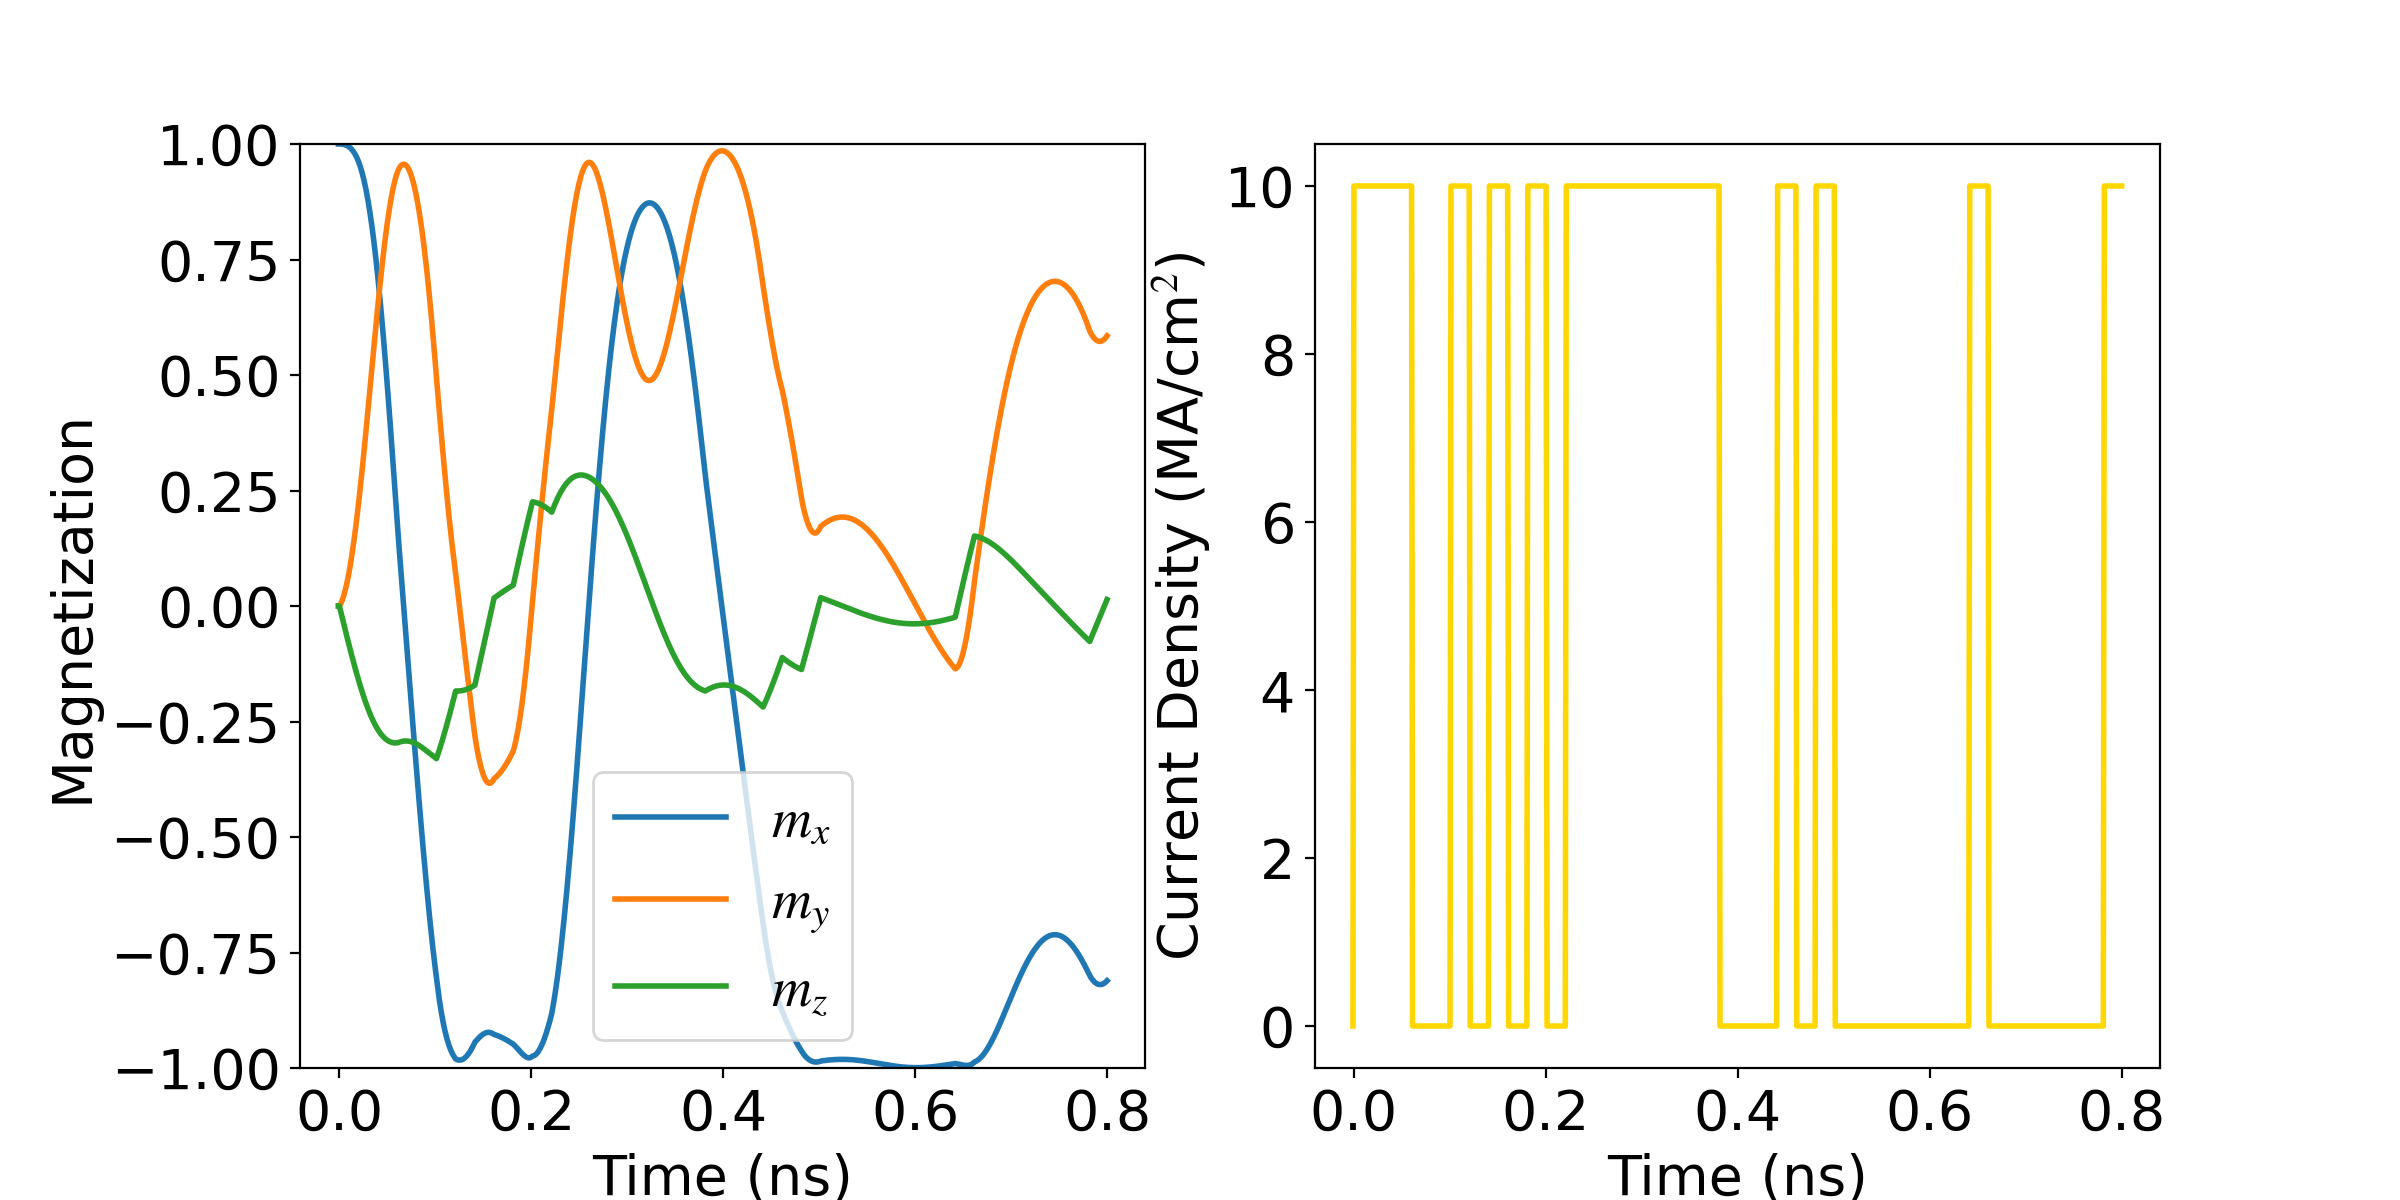 1.00
0.75
0.50
0.25
0.00
−0.25
−0.50
−0.75
−1.00
Magnetization
0.0 0.2 0.4 0.6 0.8
Time (ns)
m_x
m_y
m_z
10
8
6
4
2
0
Current Density (MA/cm²)
0.0 0.2 0.4 0.6 0.8
Time (ns)